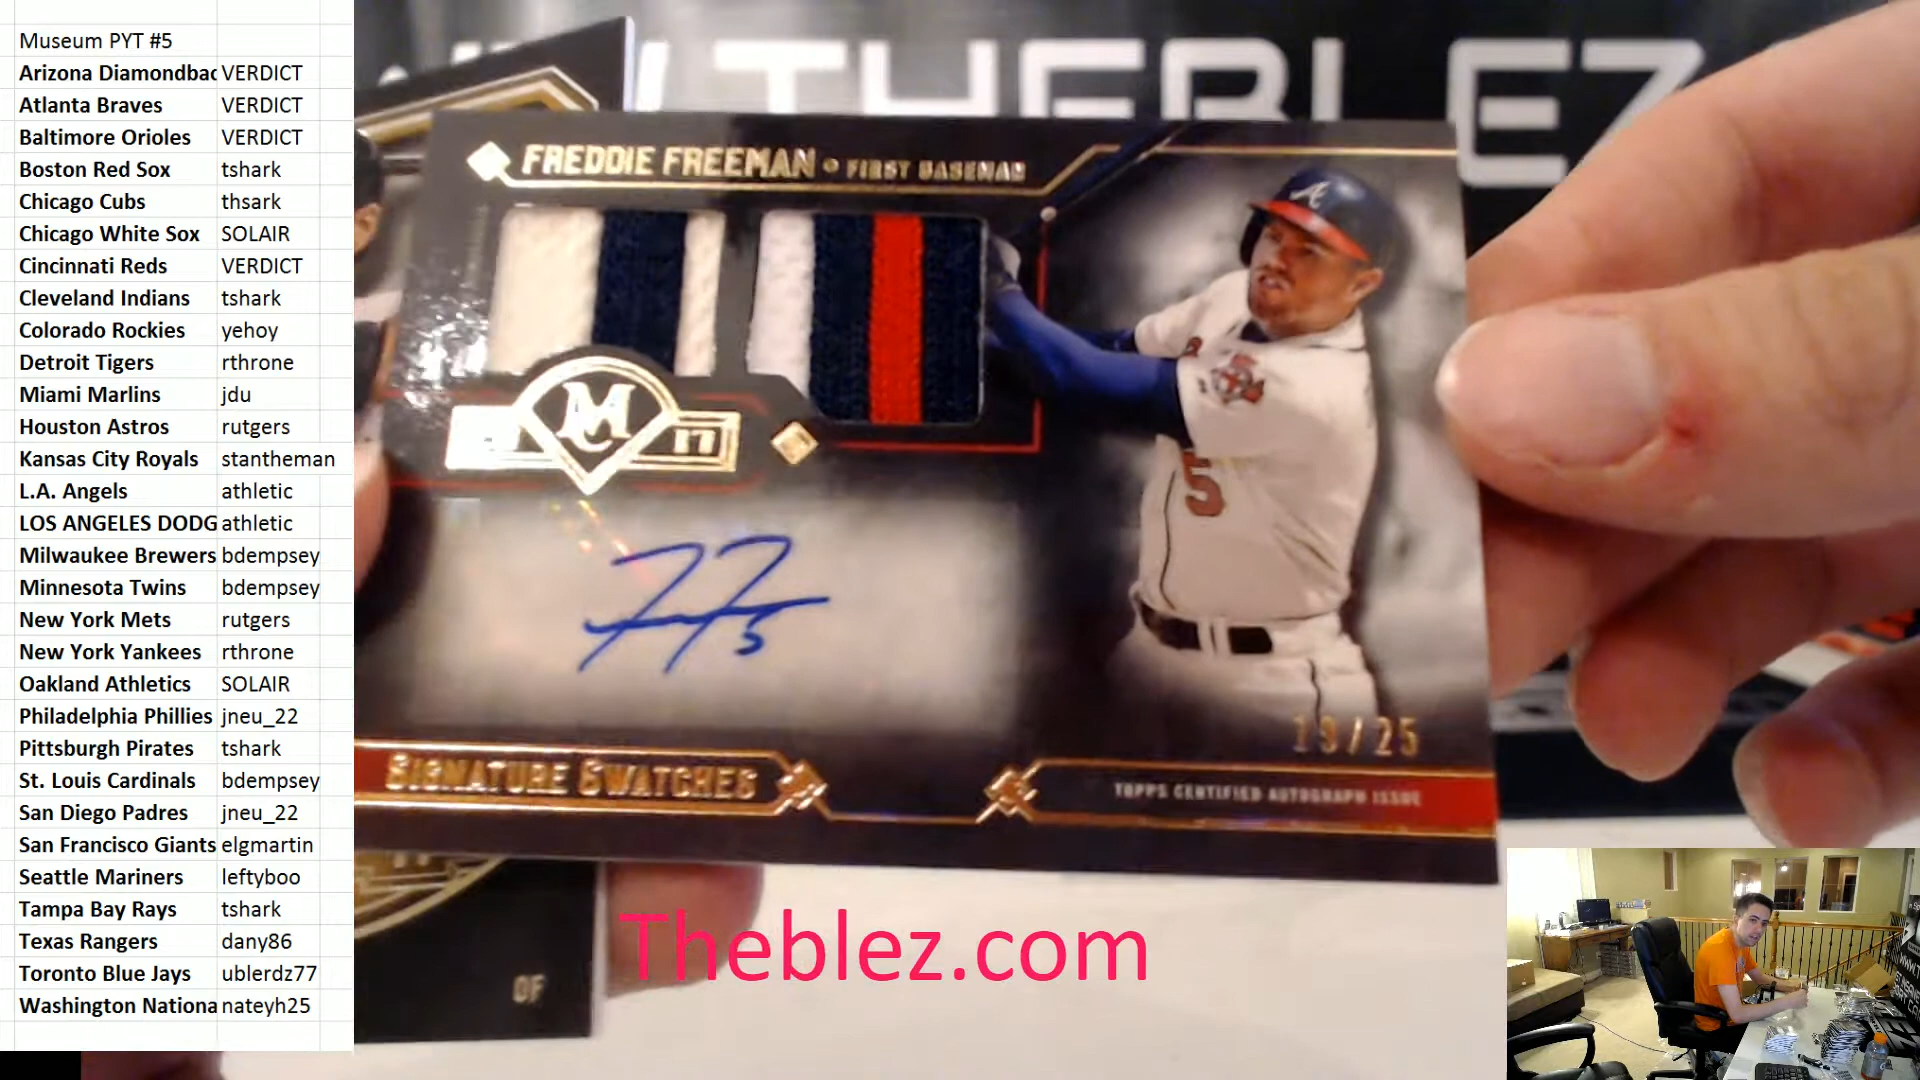 Museum PYT #5
Arizona Diamondbac VERDICT
Atlanta Braves VERDICT
Baltimore Orioles VERDICT
Boston Red Sox tshark
Chicago Cubs thsark
Chicago White Sox SOLAIR
Cincinnati Reds VERDICT
Cleveland Indians tshark
Colorado Rockies yehoy
Detroit Tigers rthrone
Miami Marlins jdu
Houston Astros rutgers
Kansas City Royals stantheman
L.A. Angels athletic
LOS ANGELES DODG athletic
Milwaukee Brewers bdempsey
Minnesota Twins bdempsey
New York Mets rutgers
New York Yankees rthrone
Oakland Athletics SOLAIR
Philadelphia Phillies jneu_22
Pittsburgh Pirates tshark
St. Louis Cardinals bdempsey
San Diego Padres jneu_22
San Francisco Giants elgmartin
Seattle Mariners leftyboo
Tampa Bay Rays tshark
Texas Rangers dany86
Toronto Blue Jays ublerdz77
Washington Nationa nateyh25
THEBLEZ
FREDDIE FREEMAN • FIRST BASEMAN
A
MC
17
5
5
19/25
SIGNATURE SWATCHES
TOPPS CERTIFIED AUTOGRAPH ISSUE
OF
Theblez.com